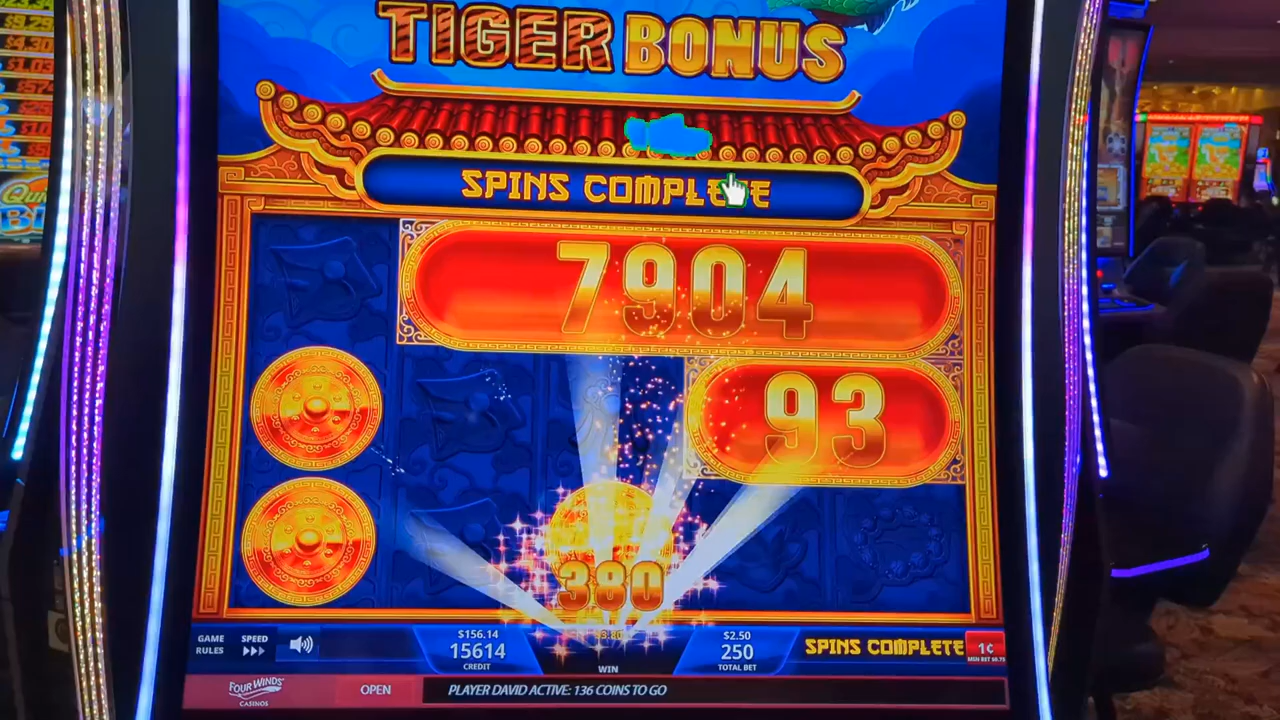 TIGER BONUS
SPINS COMPLETE
7904
93
380
GAME RULES
SPEED
$156.14
15614
CREDIT
WIN
$2.50
250
TOTAL BET
SPINS COMPLETE
1¢
FOUR WINDS
CASINOS
OPEN
PLAYER DAVID ACTIVE: 136 COINS TO GO